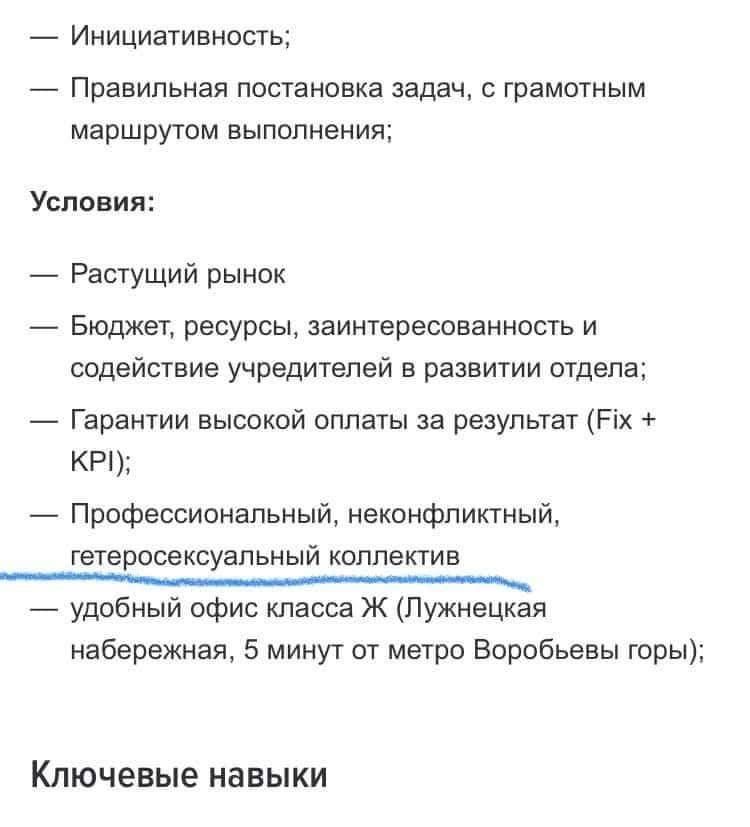 — Инициативность;
— Правильная постановка задач, с грамотным
маршрутом выполнения;
Условия:
— Растущий рынок
— Бюджет, ресурсы, заинтересованность и
содействие учредителей в развитии отдела;
— Гарантии высокой оплаты за результат (Fix +
KPI);
— Профессиональный, неконфликтный,
гетеросексуальный коллектив
— удобный офис класса Ж (Лужнецкая
набережная, 5 минут от метро Воробьевы горы);
Ключевые навыки